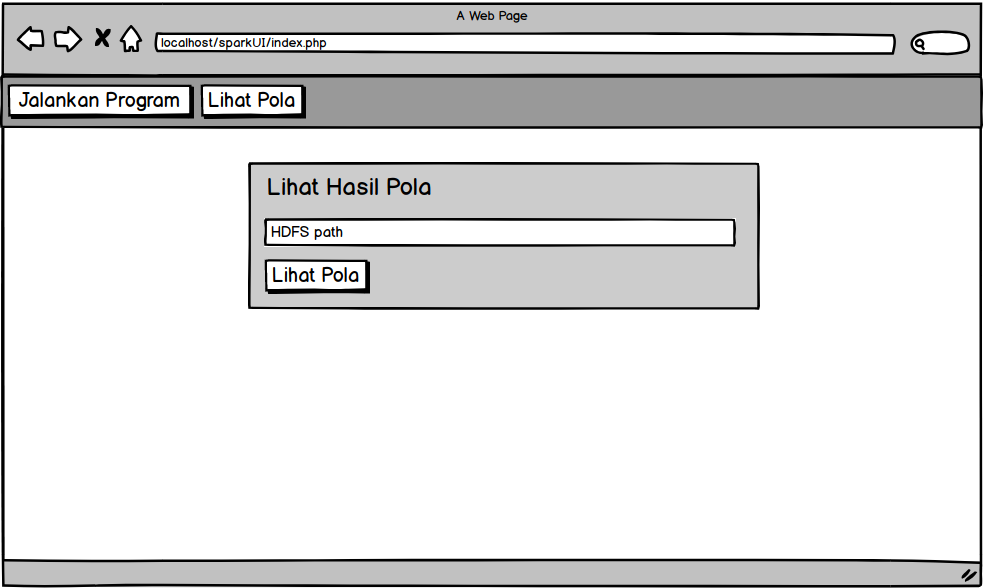 A Web Page
localhost/sparkUI/index.php
Jalankan Program Lihat Pola
Lihat Hasil Pola
HDFS path
Lihat Pola